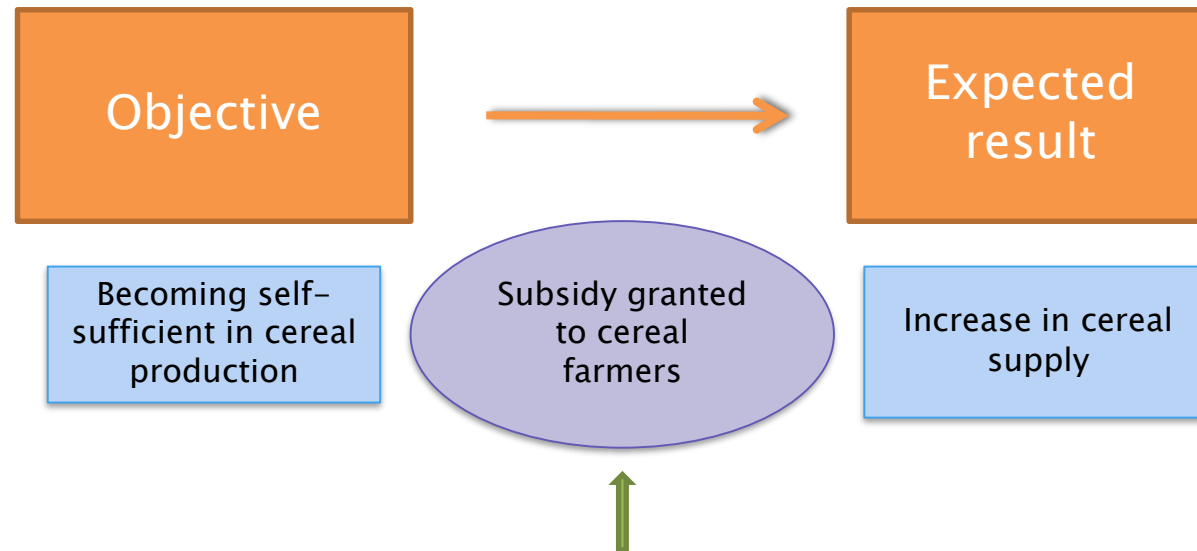 Objective
Expected
result
Becoming self-
sufficient in cereal
production
Subsidy granted
to cereal
farmers
Increase in cereal
supply